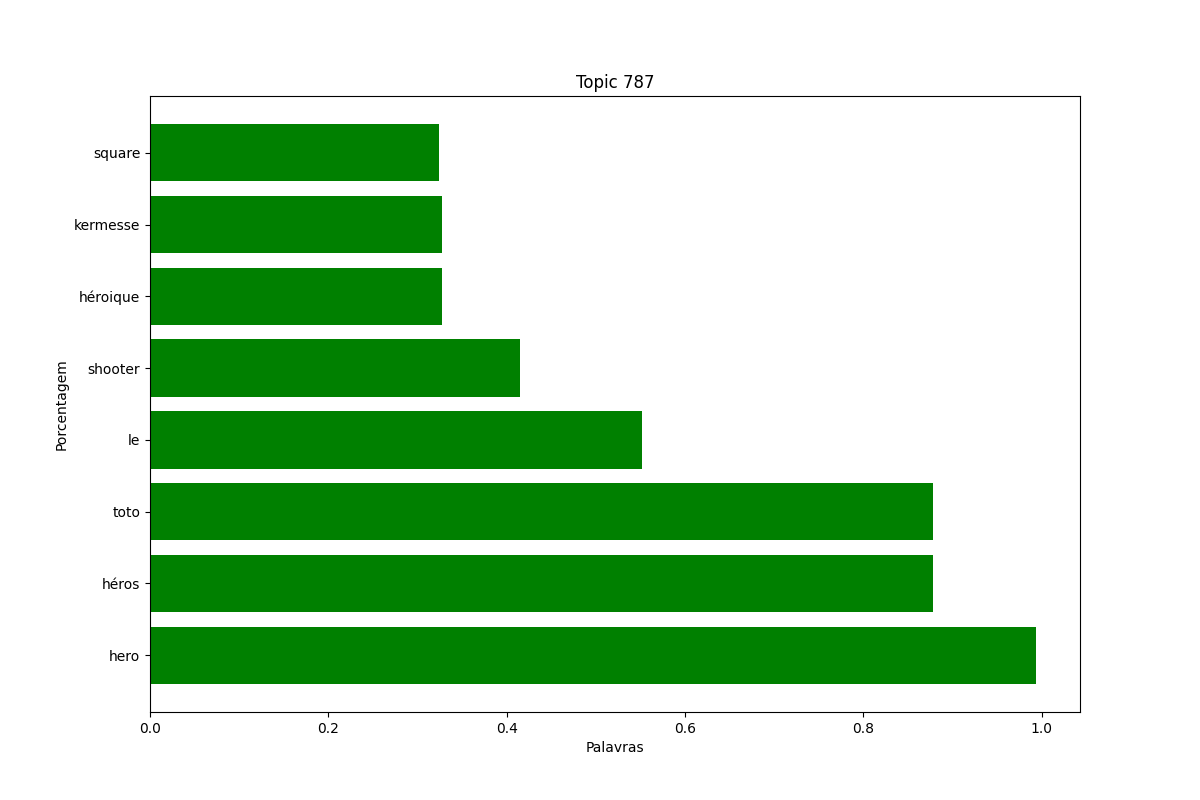 Topic 787
square
kermesse
héroique
shooter
le
toto
héros
hero
Porcentagem
0.0 0.2 0.4 0.6 0.8 1.0
Palavras